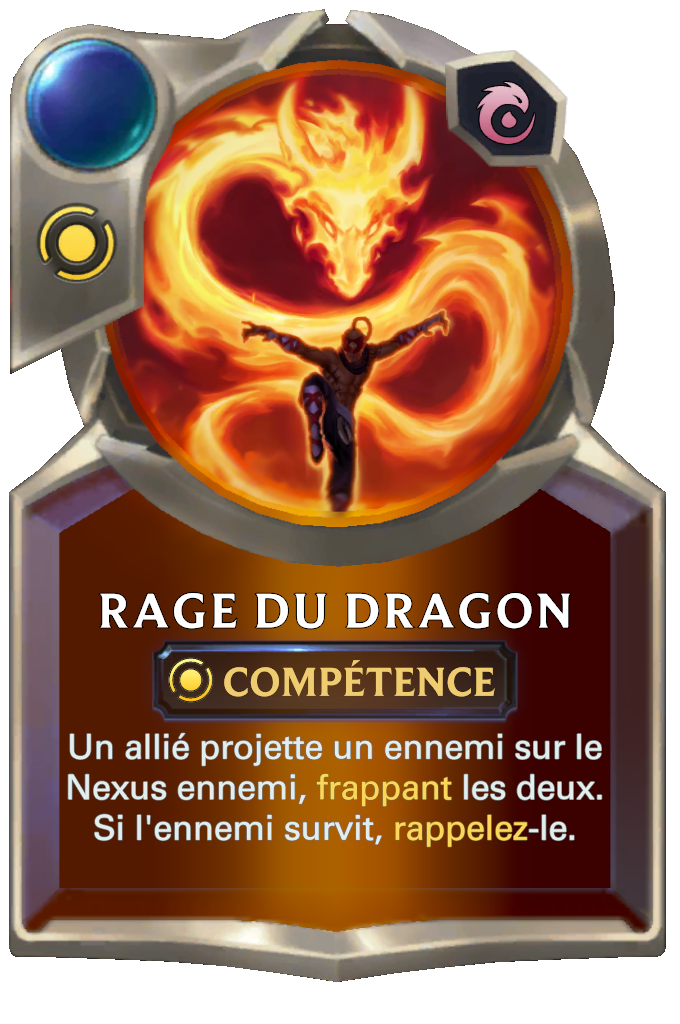 RAGE DU DRAGON
COMPÉTENCE
Un allié projette un ennemi sur le
Nexus ennemi, frappant les deux.
Si l'ennemi survit, rappelez-le.